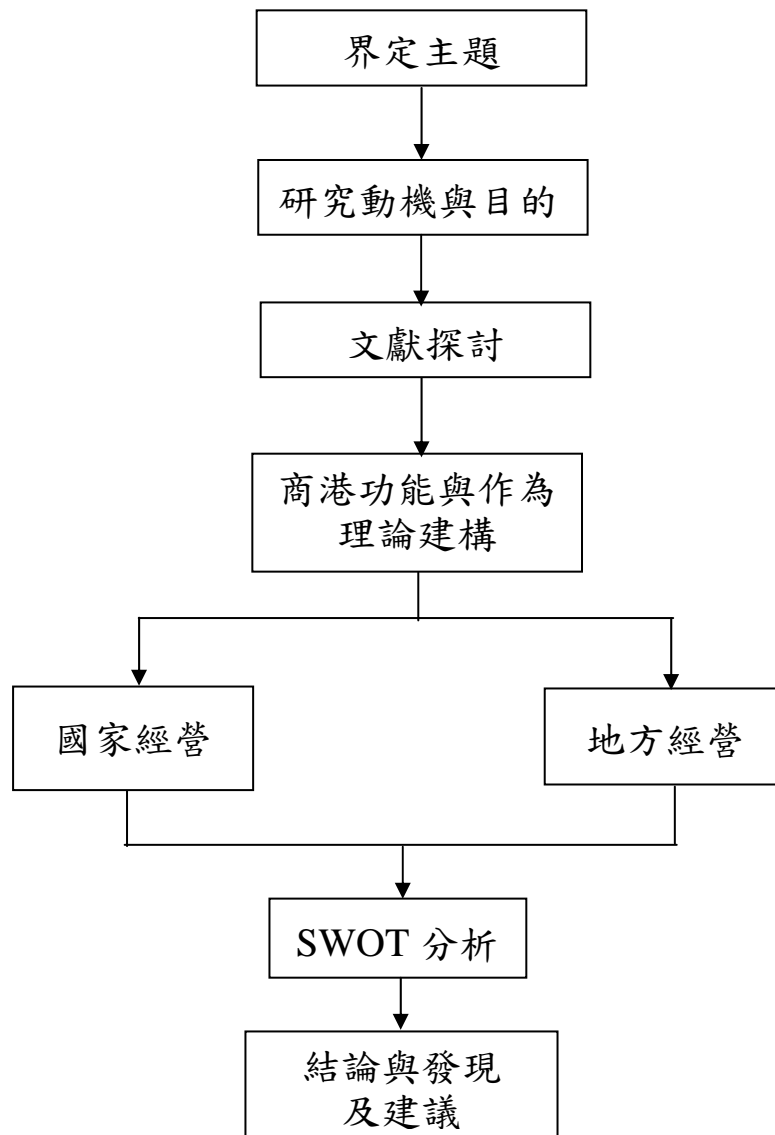 界定主題
研究動機與目的
文獻探討
商港功能與作為
理論建構
國家經營
地方經營
SWOT 分析
結論與發現
及建議